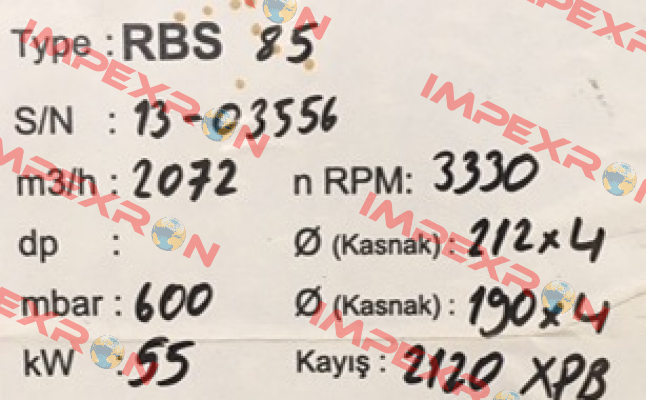 Type : RBS 85
S/N : 13-03556
m3/h : 2072 n RPM: 3330
dp : Ø (Kasnak) : 212x4
mbar : 600 Ø (Kasnak) : 190x4
kW : 55 Kayış : 2120 XPB
IMPEXRON